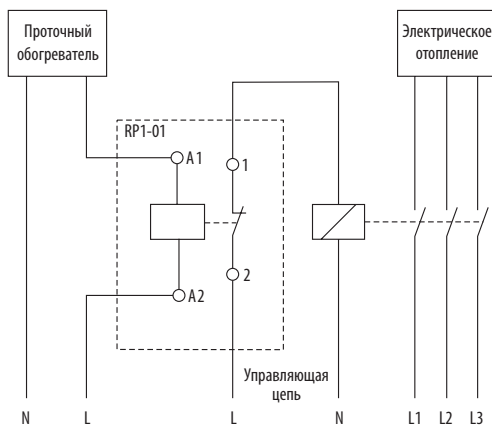 Проточный
обогреватель
Электрическое
отопление
RP1-01
A1
1
A2
2
Управляющая
цепь
N
L
L
N
L1
L2
L3